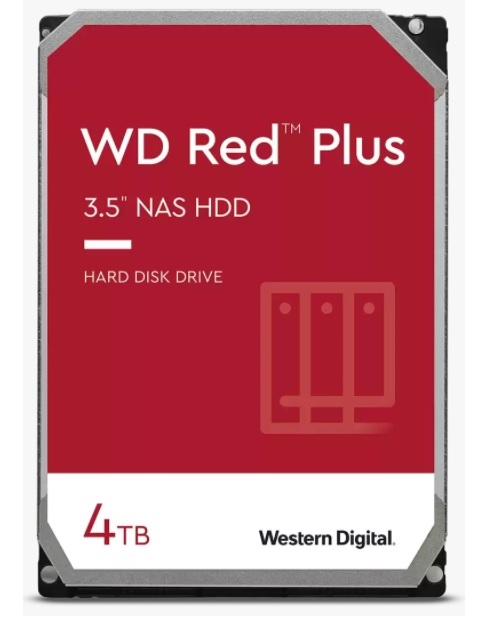 WD Red™ Plus
3.5" NAS HDD
HARD DISK DRIVE
4TB
Western Digital.